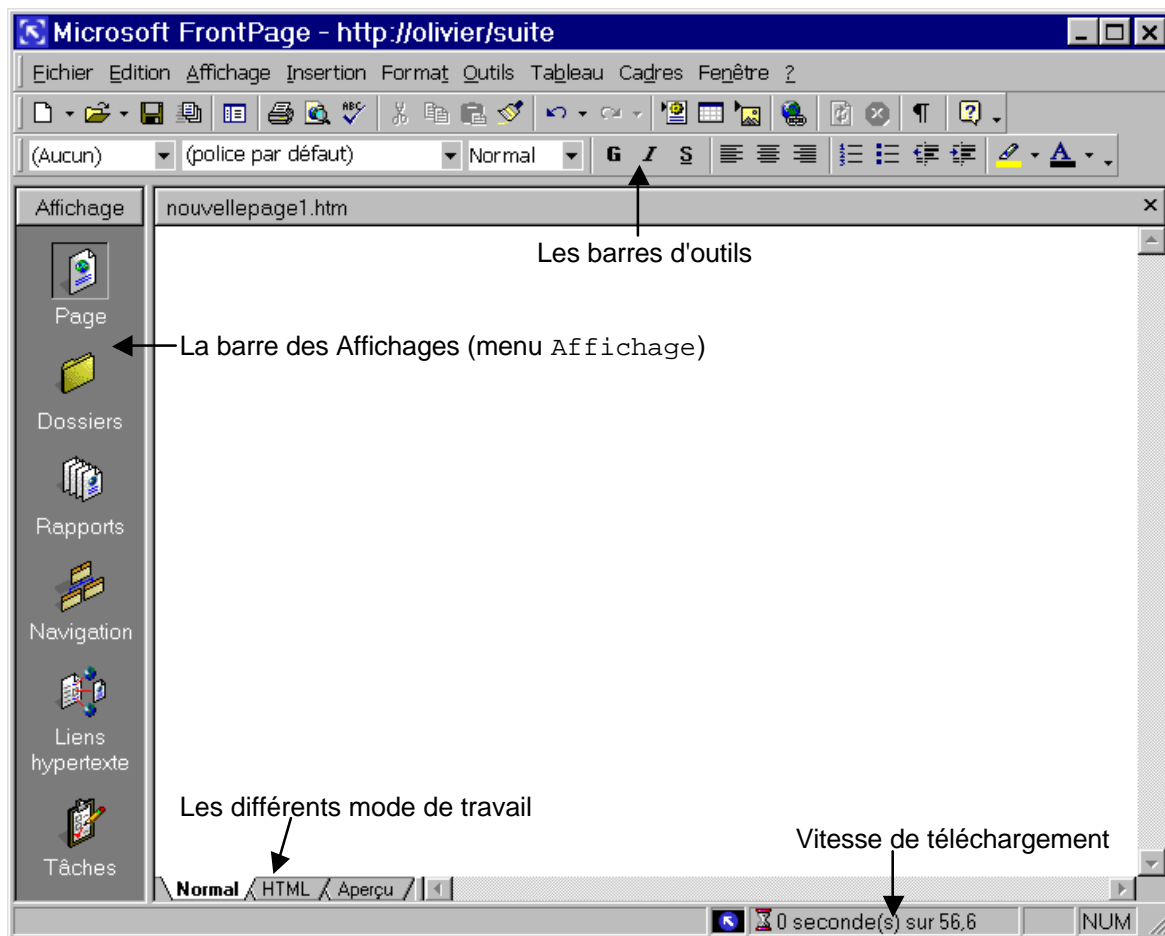 Microsoft FrontPage - http://olivier/suite
Fichier Edition Affichage Insertion Format Outils Tableau Cadres Fenêtre ?
ABC
(Aucun) (police par défaut) Normal G I S A
Affichage nouvellepage1.htm
Les barres d'outils
Page
La barre des Affichages (menu Affichage)
Dossiers
Rapports
Navigation
Liens
hypertexte
Les différents mode de travail
Vitesse de téléchargement
Tâches
Normal HTML Aperçu
0 seconde(s) sur 56,6 NUM